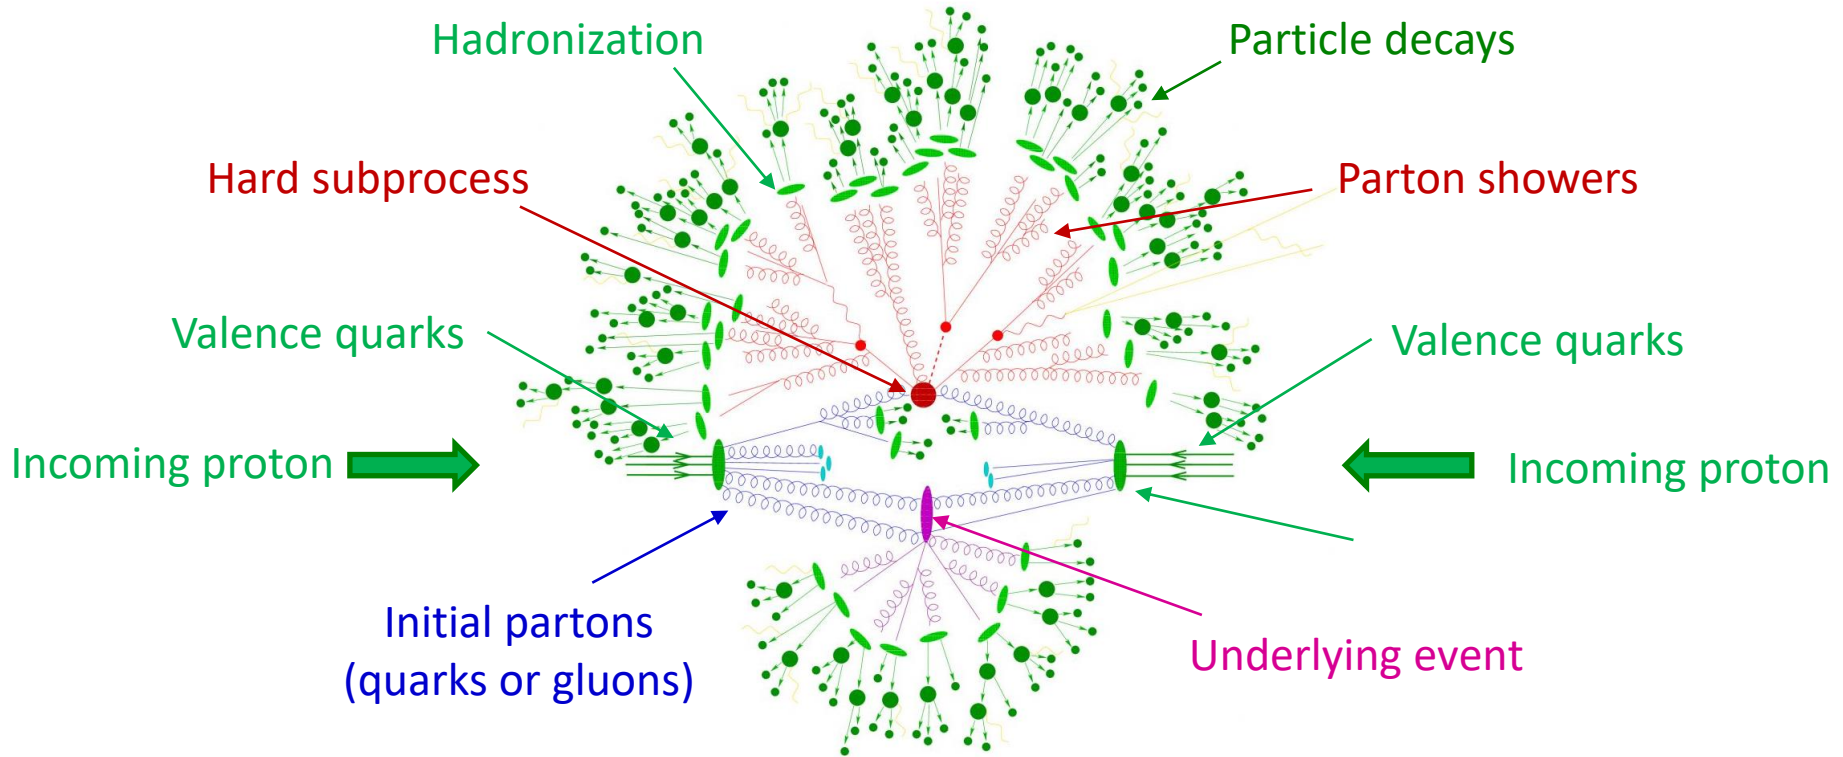 Hadronization
Particle decays
Hard subprocess
Parton showers
Valence quarks
Valence quarks
Incoming proton
Incoming proton
Initial partons
(quarks or gluons)
Underlying event